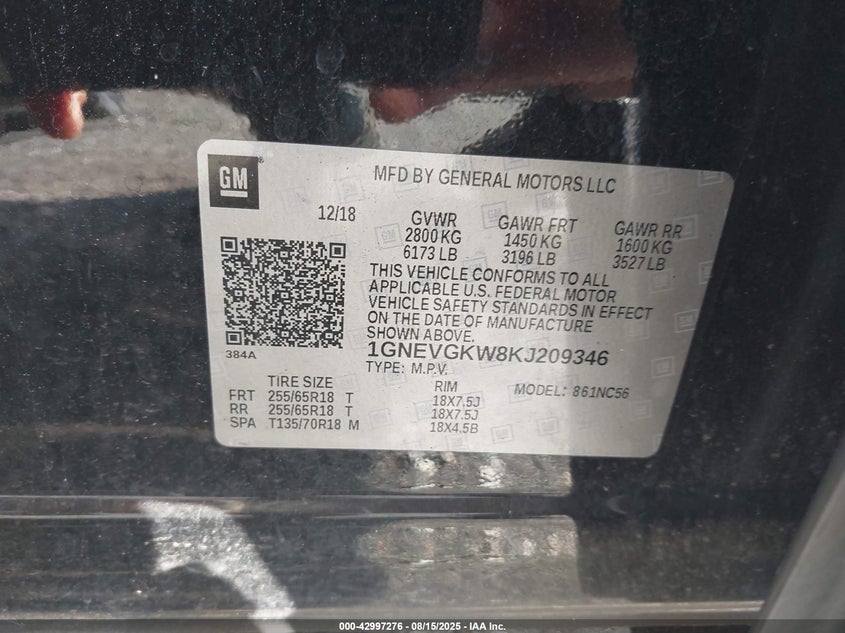 GM
MFD BY GENERAL MOTORS LLC
12/18
GVWR
2800 KG
6173 LB
GAWR FRT
1450 KG
3196 LB
GAWR RR
1600 KG
3527 LB
THIS VEHICLE CONFORMS TO ALL
APPLICABLE U.S. FEDERAL MOTOR
VEHICLE SAFETY STANDARDS IN EFFECT
ON THE DATE OF MANUFACTURE
SHOWN ABOVE.
384A
1GNEVGKW8KJ209346
TYPE: M.P.V.
MODEL: 861NC56
TIRE SIZE RIM
FRT 255/65R18 T 18X7.5J
RR 255/65R18 T 18X7.5J
SPA T135/70R18 M 18X4.5B
000-42997276 - 08/15/2025 - IAA Inc.